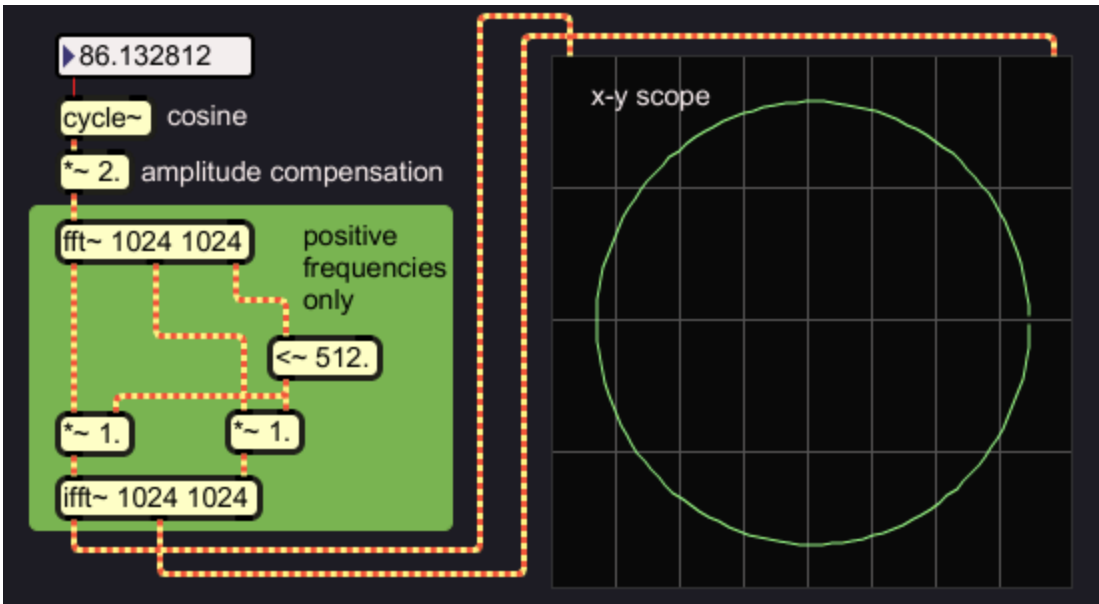 86.132812
cycle~ cosine
*~ 2. amplitude compensation
x-y scope
fft~ 1024 1024
positive
frequencies
only
<~ 512.
*~ 1.
*~ 1.
ifft~ 1024 1024